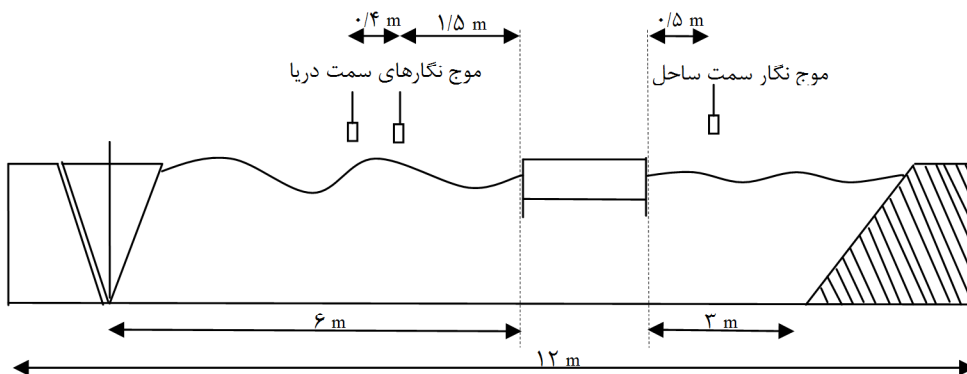 ۰/۴ m
۱/۵ m
۰/۵ m
موج نگارهای سمت دریا
موج نگار سمت ساحل
۶ m
۳ m
۱۲ m